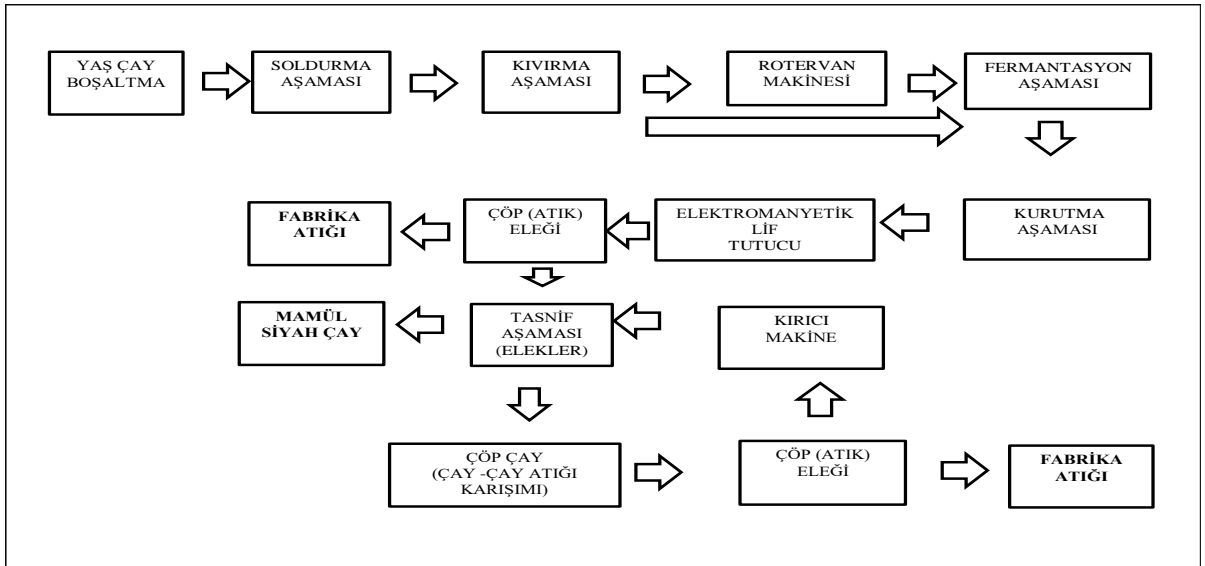 YAŞ ÇAY
BOŞALTMA
SOLDURMA
AŞAMASI
KIVIRMA
AŞAMASI
ROTERVAN
MAKİNESİ
FERMANTASYON
AŞAMASI
FABRİKA
ATIĞI
ÇÖP (ATIK)
ELEĞİ
ELEKTROMANYETİK
LİF
TUTUCU
KURUTMA
AŞAMASI
MAMÜL
SİYAH ÇAY
TASNİF
AŞAMASI
(ELEKLER)
KIRICI
MAKİNE
ÇÖP ÇAY
(ÇAY -ÇAY ATIĞI
KARIŞIMI)
ÇÖP (ATIK)
ELEĞİ
FABRİKA
ATIĞI